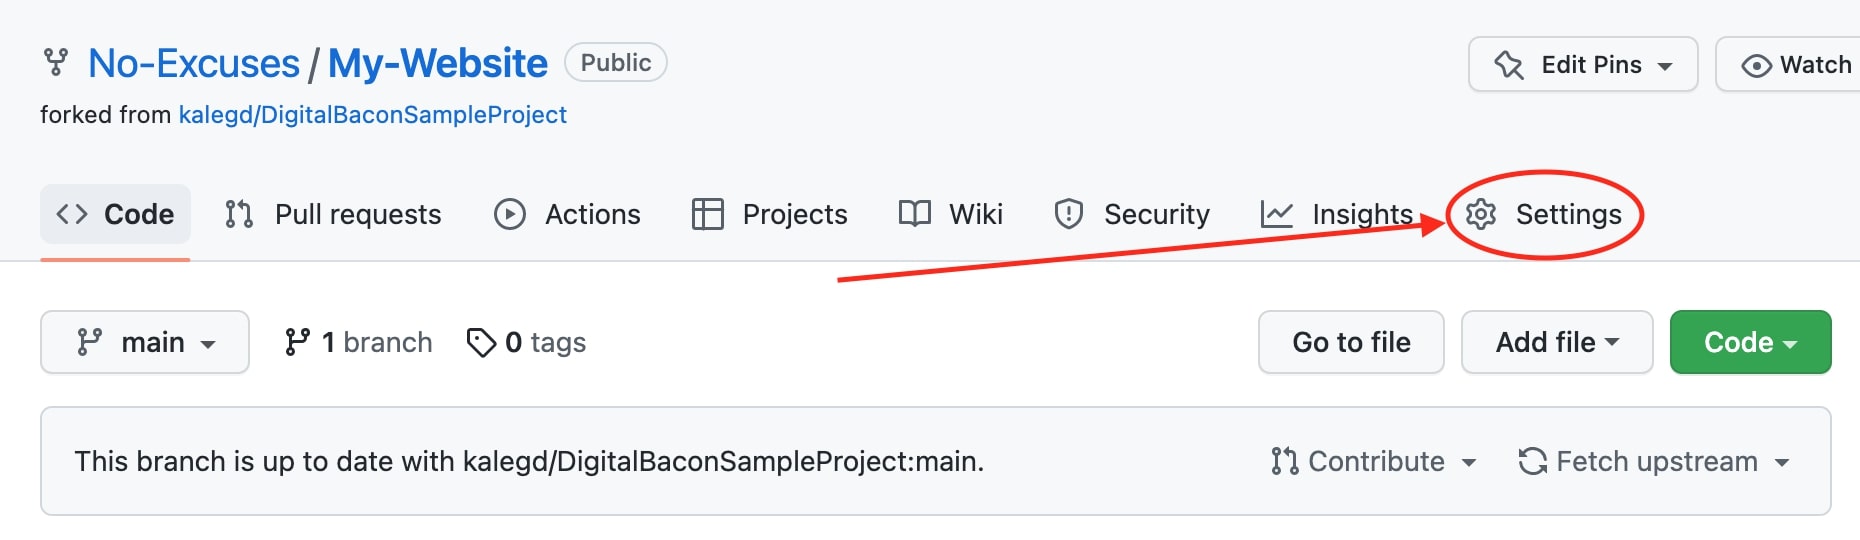 No-Excuses / My-Website Public Edit Pins Watch
forked from kalegd/DigitalBaconSampleProject
Code Pull requests Actions Projects Wiki Security Insights Settings
main 1 branch 0 tags Go to file Add file Code
This branch is up to date with kalegd/DigitalBaconSampleProject:main. Contribute Fetch upstream